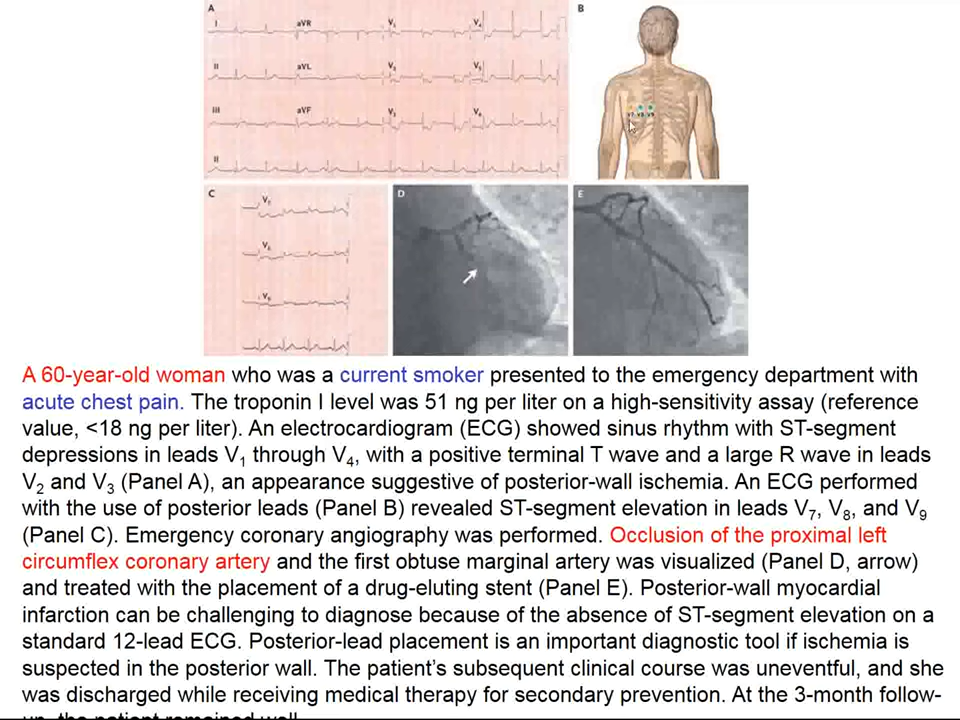 A
B
I
aVR
V1
V4
II
aVL
V2
V5
III
aVF
V3
V6
II
V7 V8 V9
C
D
E
V7
V8
V9
A 60-year-old woman who was a current smoker presented to the emergency department with
acute chest pain. The troponin I level was 51 ng per liter on a high-sensitivity assay (reference
value, <18 ng per liter). An electrocardiogram (ECG) showed sinus rhythm with ST-segment
depressions in leads V1 through V4, with a positive terminal T wave and a large R wave in leads
V2 and V3 (Panel A), an appearance suggestive of posterior-wall ischemia. An ECG performed
with the use of posterior leads (Panel B) revealed ST-segment elevation in leads V7, V8, and V9
(Panel C). Emergency coronary angiography was performed. Occlusion of the proximal left
circumflex coronary artery and the first obtuse marginal artery was visualized (Panel D, arrow)
and treated with the placement of a drug-eluting stent (Panel E). Posterior-wall myocardial
infarction can be challenging to diagnose because of the absence of ST-segment elevation on a
standard 12-lead ECG. Posterior-lead placement is an important diagnostic tool if ischemia is
suspected in the posterior wall. The patient's subsequent clinical course was uneventful, and she
was discharged while receiving medical therapy for secondary prevention. At the 3-month follow-
up, the patient remained well.